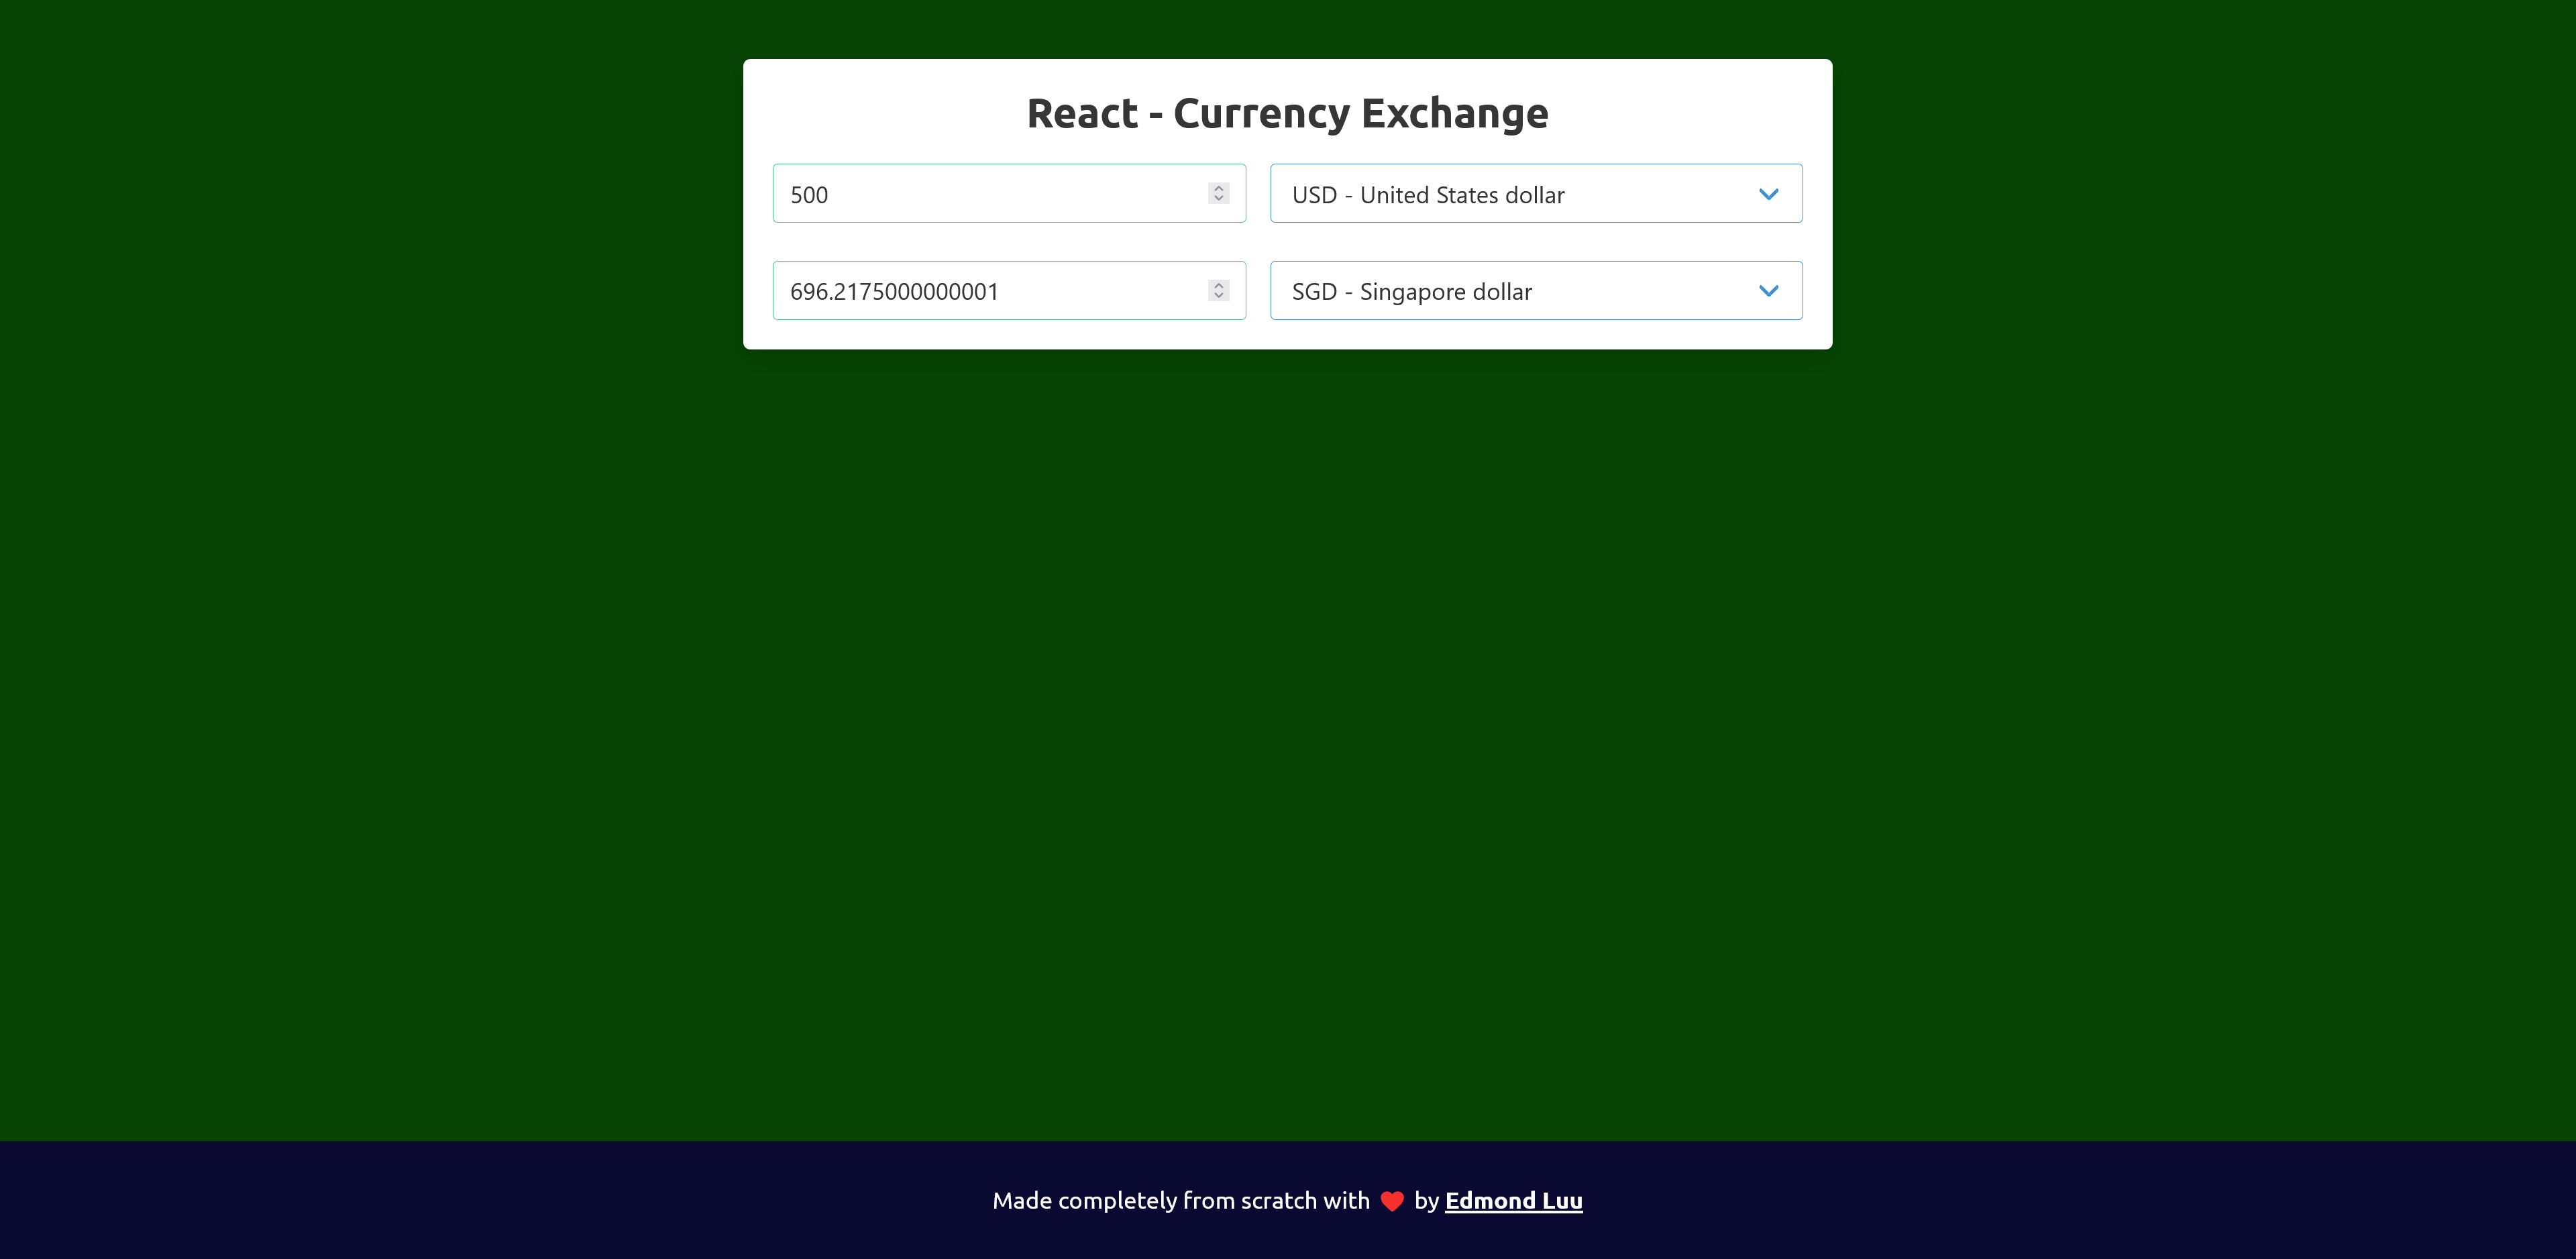 React - Currency Exchange
500
USD - United States dollar
696.2175000000001
SGD - Singapore dollar
Made completely from scratch with ❤ by Edmond Luu